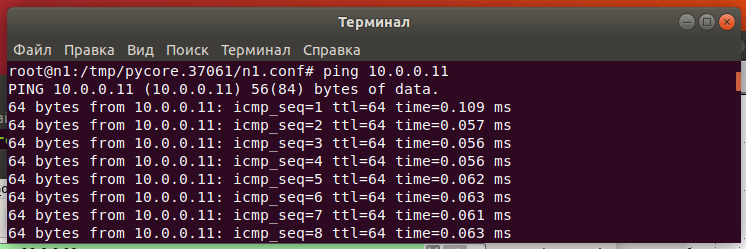 Терминал
Файл Правка Вид Поиск Терминал Справка
root@n1:/tmp/pycore.37061/n1.conf# ping 10.0.0.11
PING 10.0.0.11 (10.0.0.11) 56(84) bytes of data.
64 bytes from 10.0.0.11: icmp_seq=1 ttl=64 time=0.109 ms
64 bytes from 10.0.0.11: icmp_seq=2 ttl=64 time=0.057 ms
64 bytes from 10.0.0.11: icmp_seq=3 ttl=64 time=0.056 ms
64 bytes from 10.0.0.11: icmp_seq=4 ttl=64 time=0.056 ms
64 bytes from 10.0.0.11: icmp_seq=5 ttl=64 time=0.062 ms
64 bytes from 10.0.0.11: icmp_seq=6 ttl=64 time=0.063 ms
64 bytes from 10.0.0.11: icmp_seq=7 ttl=64 time=0.061 ms
64 bytes from 10.0.0.11: icmp_seq=8 ttl=64 time=0.063 ms